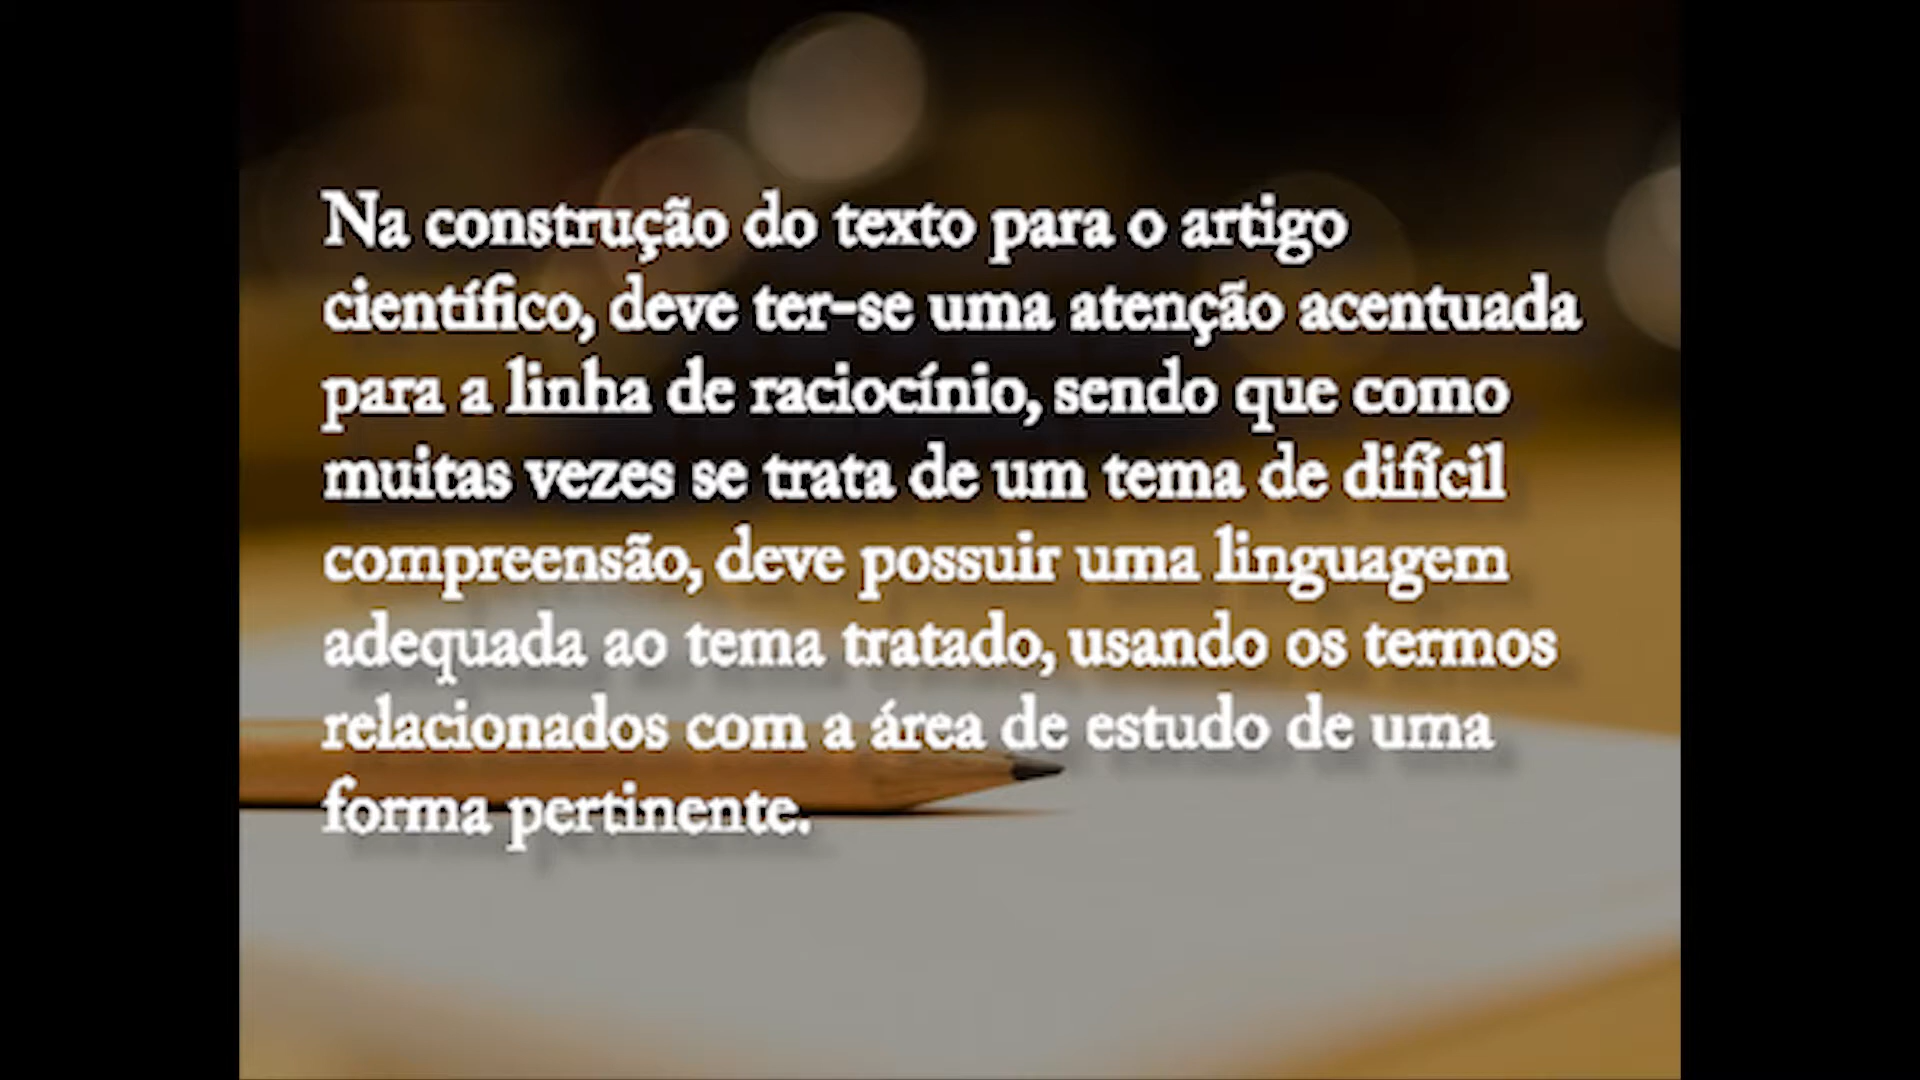 Na construção do texto para o artigo
científico, deve ter-se uma atenção acentuada
para a linha de raciocínio, sendo que como
muitas vezes se trata de um tema de difícil
compreensão, deve possuir uma linguagem
adequada ao tema tratado, usando os termos
relacionados com a área de estudo de uma
forma pertinente.